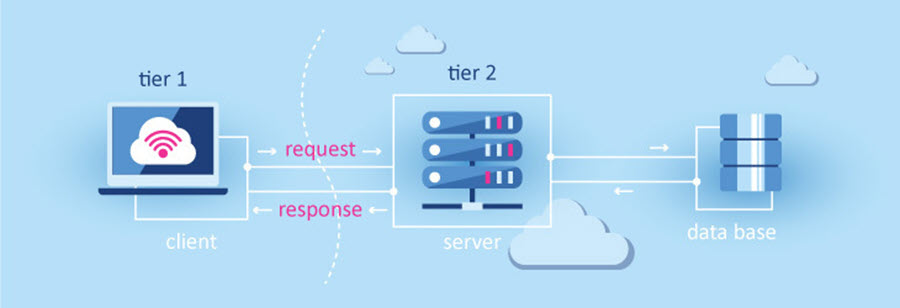 tier 1
tier 2
request
response
client
server
data base